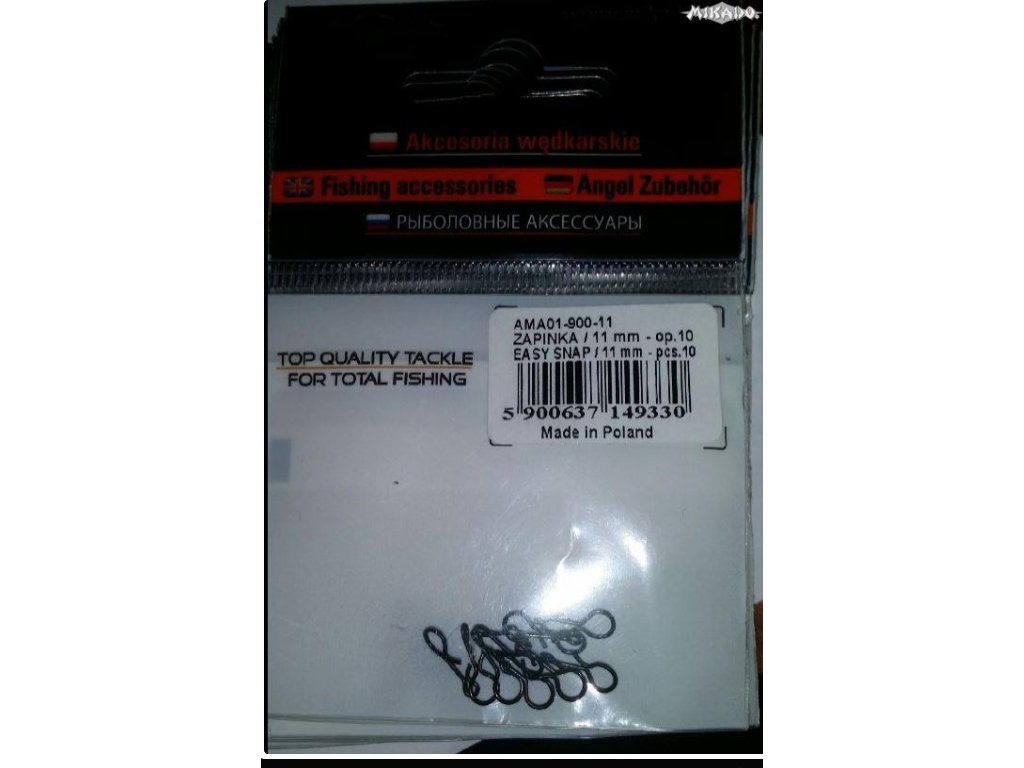 MIKADO
Akcesoria wędkarskie
Fishing accessories Angel Zubehör
РЫБОЛОВНЫЕ АКСЕССУАРЫ
AMA01-900-11
ZAPINKA / 11 mm - op.10
EASY SNAP / 11 mm - pcs.10
5 900637 149330
Made in Poland
TOP QUALITY TACKLE
FOR TOTAL FISHING